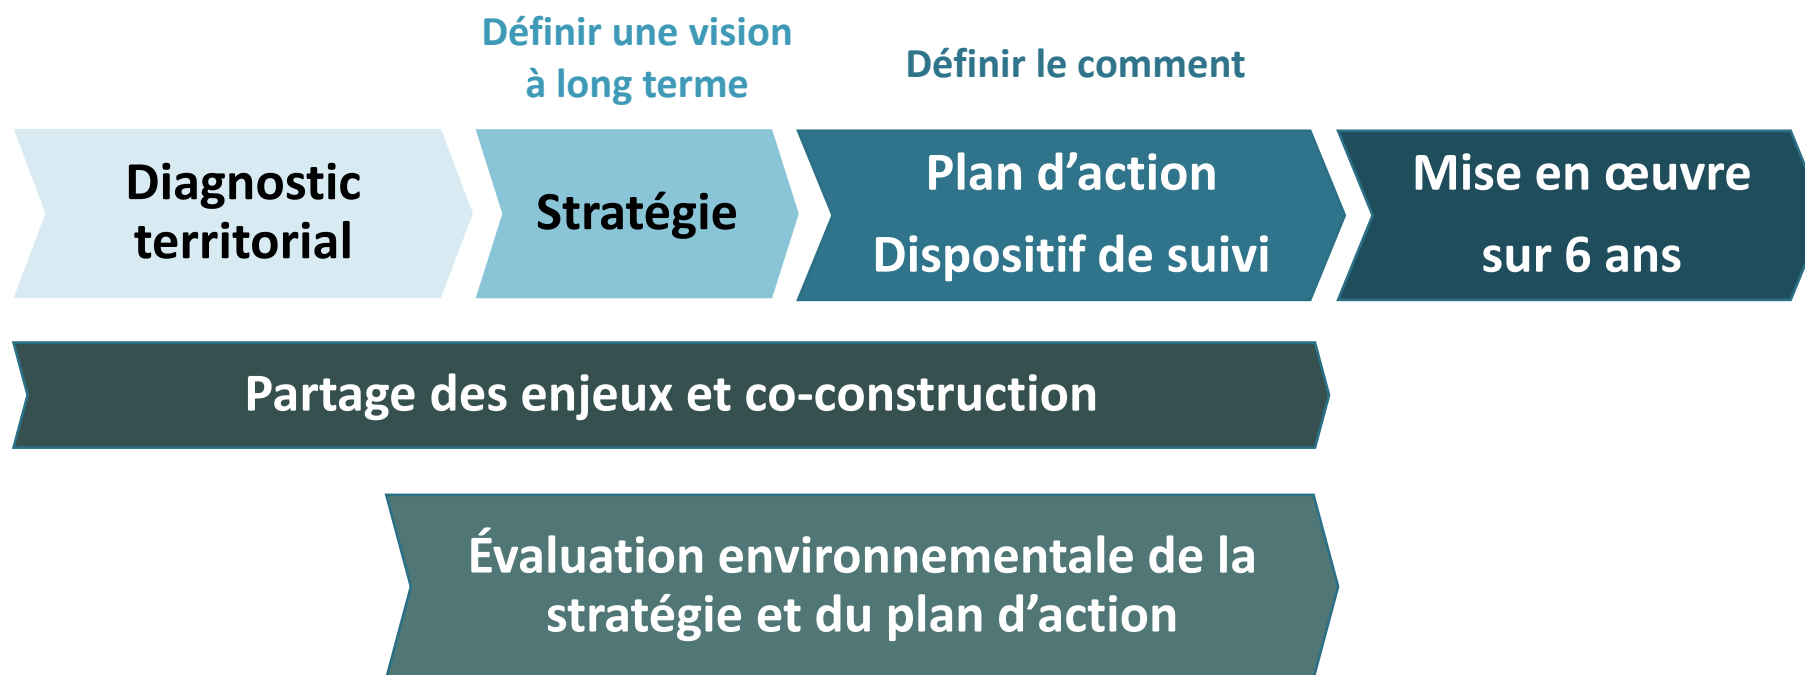 Définir une vision
à long terme
Définir le comment
Diagnostic
territorial
Stratégie
Plan d’action
Dispositif de suivi
Mise en œuvre
sur 6 ans
Partage des enjeux et co-construction
Évaluation environnementale de la
stratégie et du plan d’action